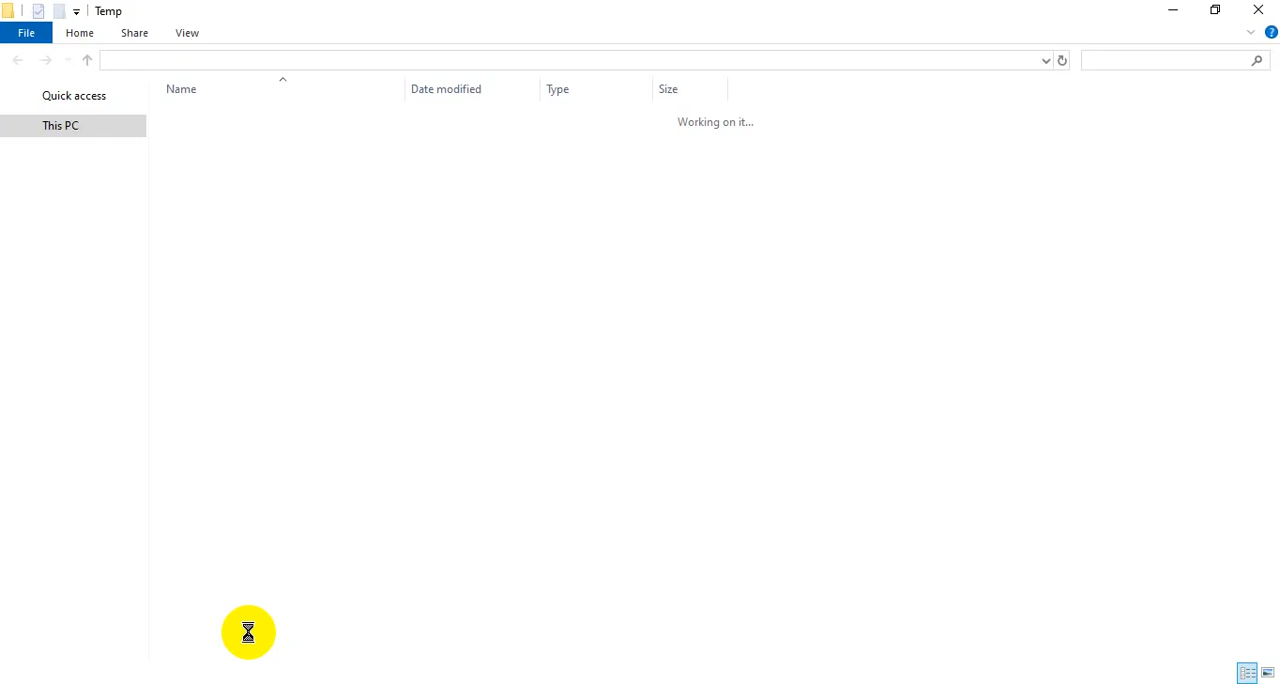 Temp
File Home Share View
?
Quick access
This PC
Name Date modified Type Size
Working on it...